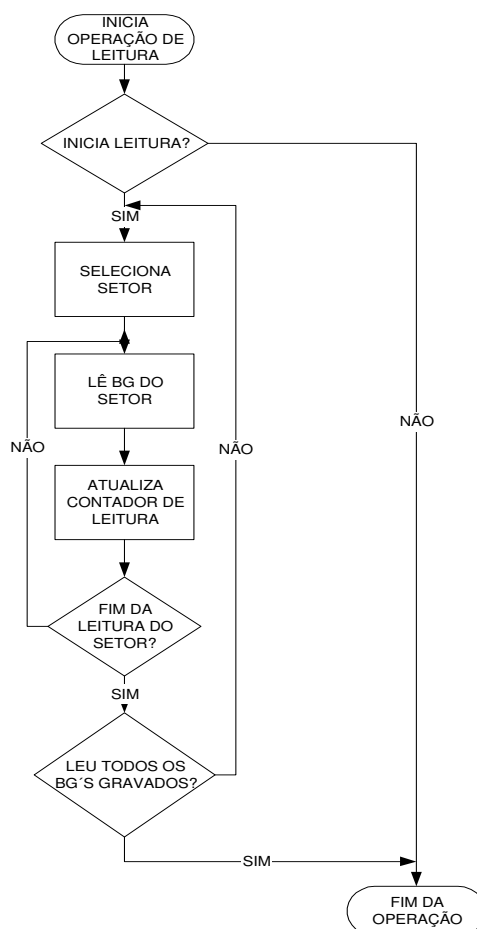 INICIA
OPERAÇÃO DE
LEITURA
INICIA LEITURA?
SIM
SELECIONA
SETOR
LÊ BG DO
SETOR
NÃO
NÃO
NÃO
ATUALIZA
CONTADOR DE
LEITURA
FIM DA
LEITURA DO
SETOR?
SIM
LEU TODOS OS
BG´S GRAVADOS?
SIM
FIM DA
OPERAÇÃO